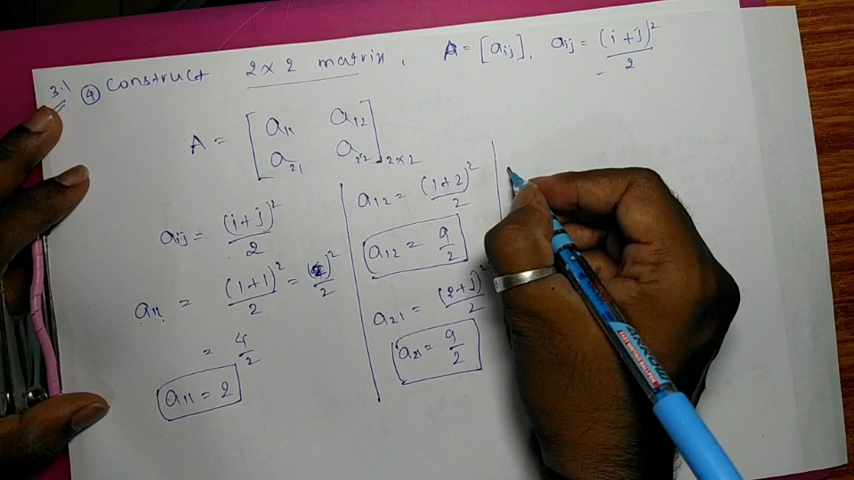 3.1 ④ Construct 2×2 matrix, A = [aij], aij = (i+j)²/2
A = [a11 a12
a21 a22]2×2
aij = (i+j)²/2
a11 = (1+1)²/2 = (2)²/2
= 4/2
a11 = 2
a12 = (1+2)²/2
a12 = 9/2
a21 = (2+1)²/2
a21 = 9/2